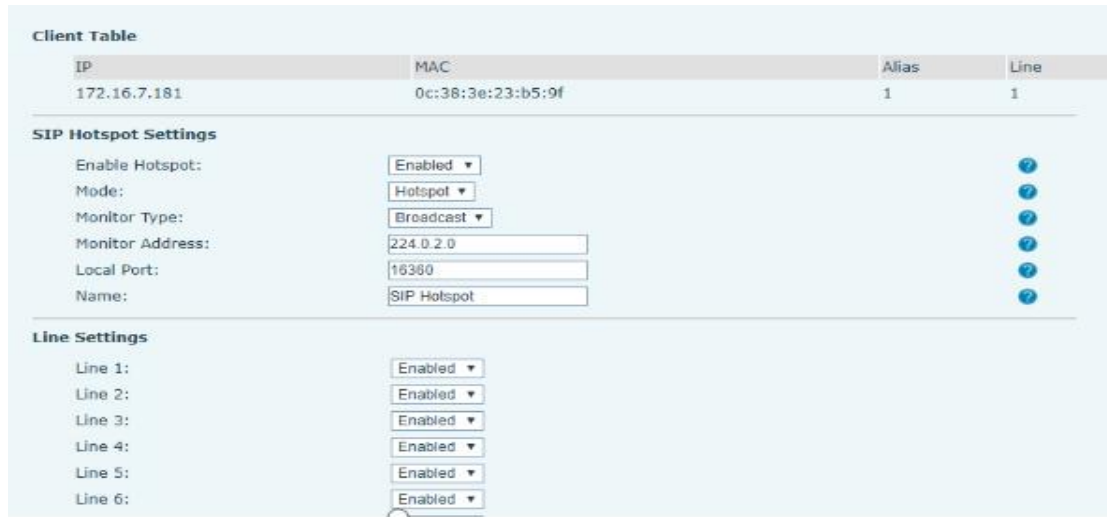 Client Table
IP MAC Alias Line
172.16.7.181 0c:38:3e:23:b5:9f 1 1
SIP Hotspot Settings
Enable Hotspot: Enabled
Mode: Hotspot
Monitor Type: Broadcast
Monitor Address: 224.0.2.0
Local Port: 16360
Name: SIP Hotspot
Line Settings
Line 1: Enabled
Line 2: Enabled
Line 3: Enabled
Line 4: Enabled
Line 5: Enabled
Line 6: Enabled